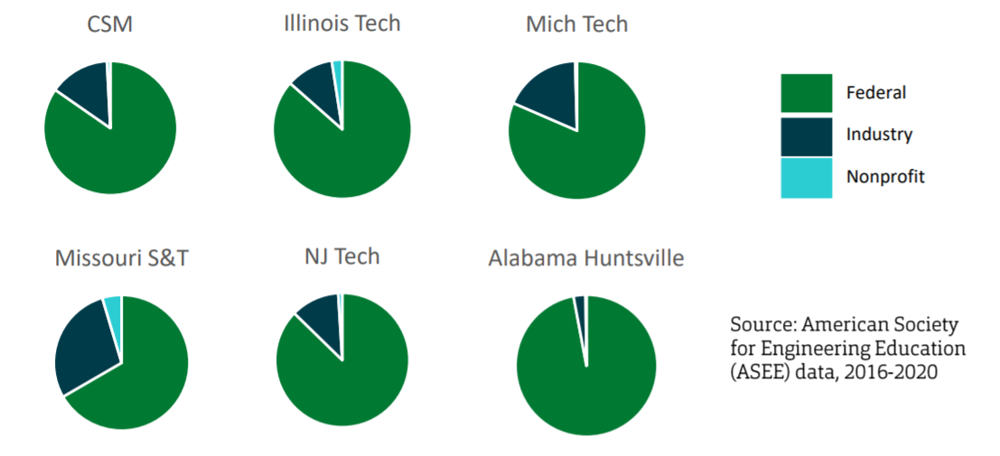 CSM
Illinois Tech
Mich Tech
Federal
Industry
Nonprofit
Missouri S&T
NJ Tech
Alabama Huntsville
Source: American Society
for Engineering Education
(ASEE) data, 2016-2020